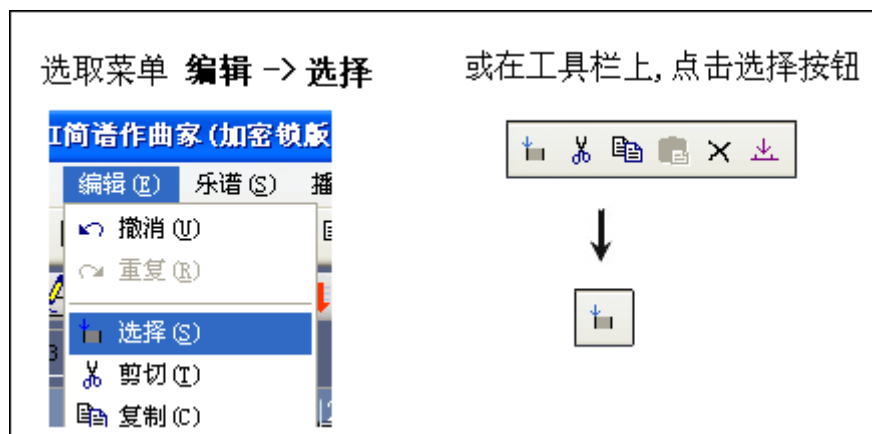 选取菜单 编辑 -> 选择
或在工具栏上,点击选择按钮
I简谱作曲家(加密锁版
编辑(E) 乐谱(S) 播
撤消(U)
重复(R)
选择(S)
剪切(T)
复制(C)